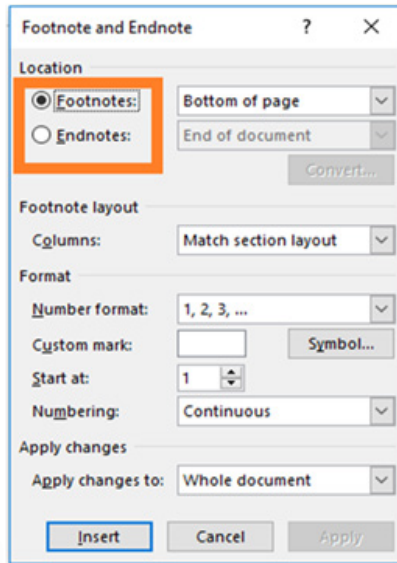 Footnote and Endnote ? ×
Location
Footnotes: Bottom of page
Endnotes: End of document
Convert...
Footnote layout
Columns: Match section layout
Format
Number format: 1, 2, 3, ...
Custom mark: Symbol...
Start at: 1
Numbering: Continuous
Apply changes
Apply changes to: Whole document
Insert Cancel Apply